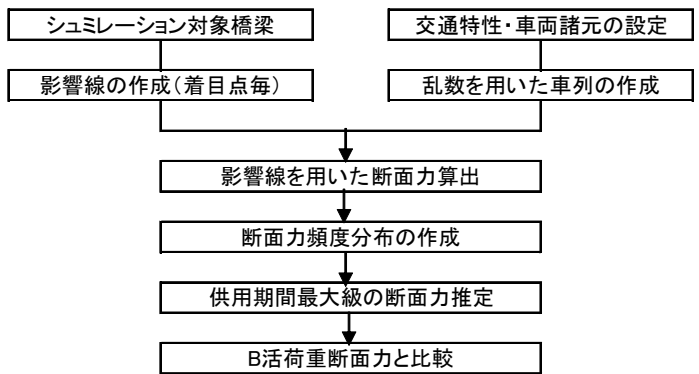 シュミレーション対象橋梁
交通特性・車両諸元の設定
影響線の作成(着目点毎)
乱数を用いた車列の作成
影響線を用いた断面力算出
断面力頻度分布の作成
供用期間最大級の断面力推定
B活荷重断面力と比較